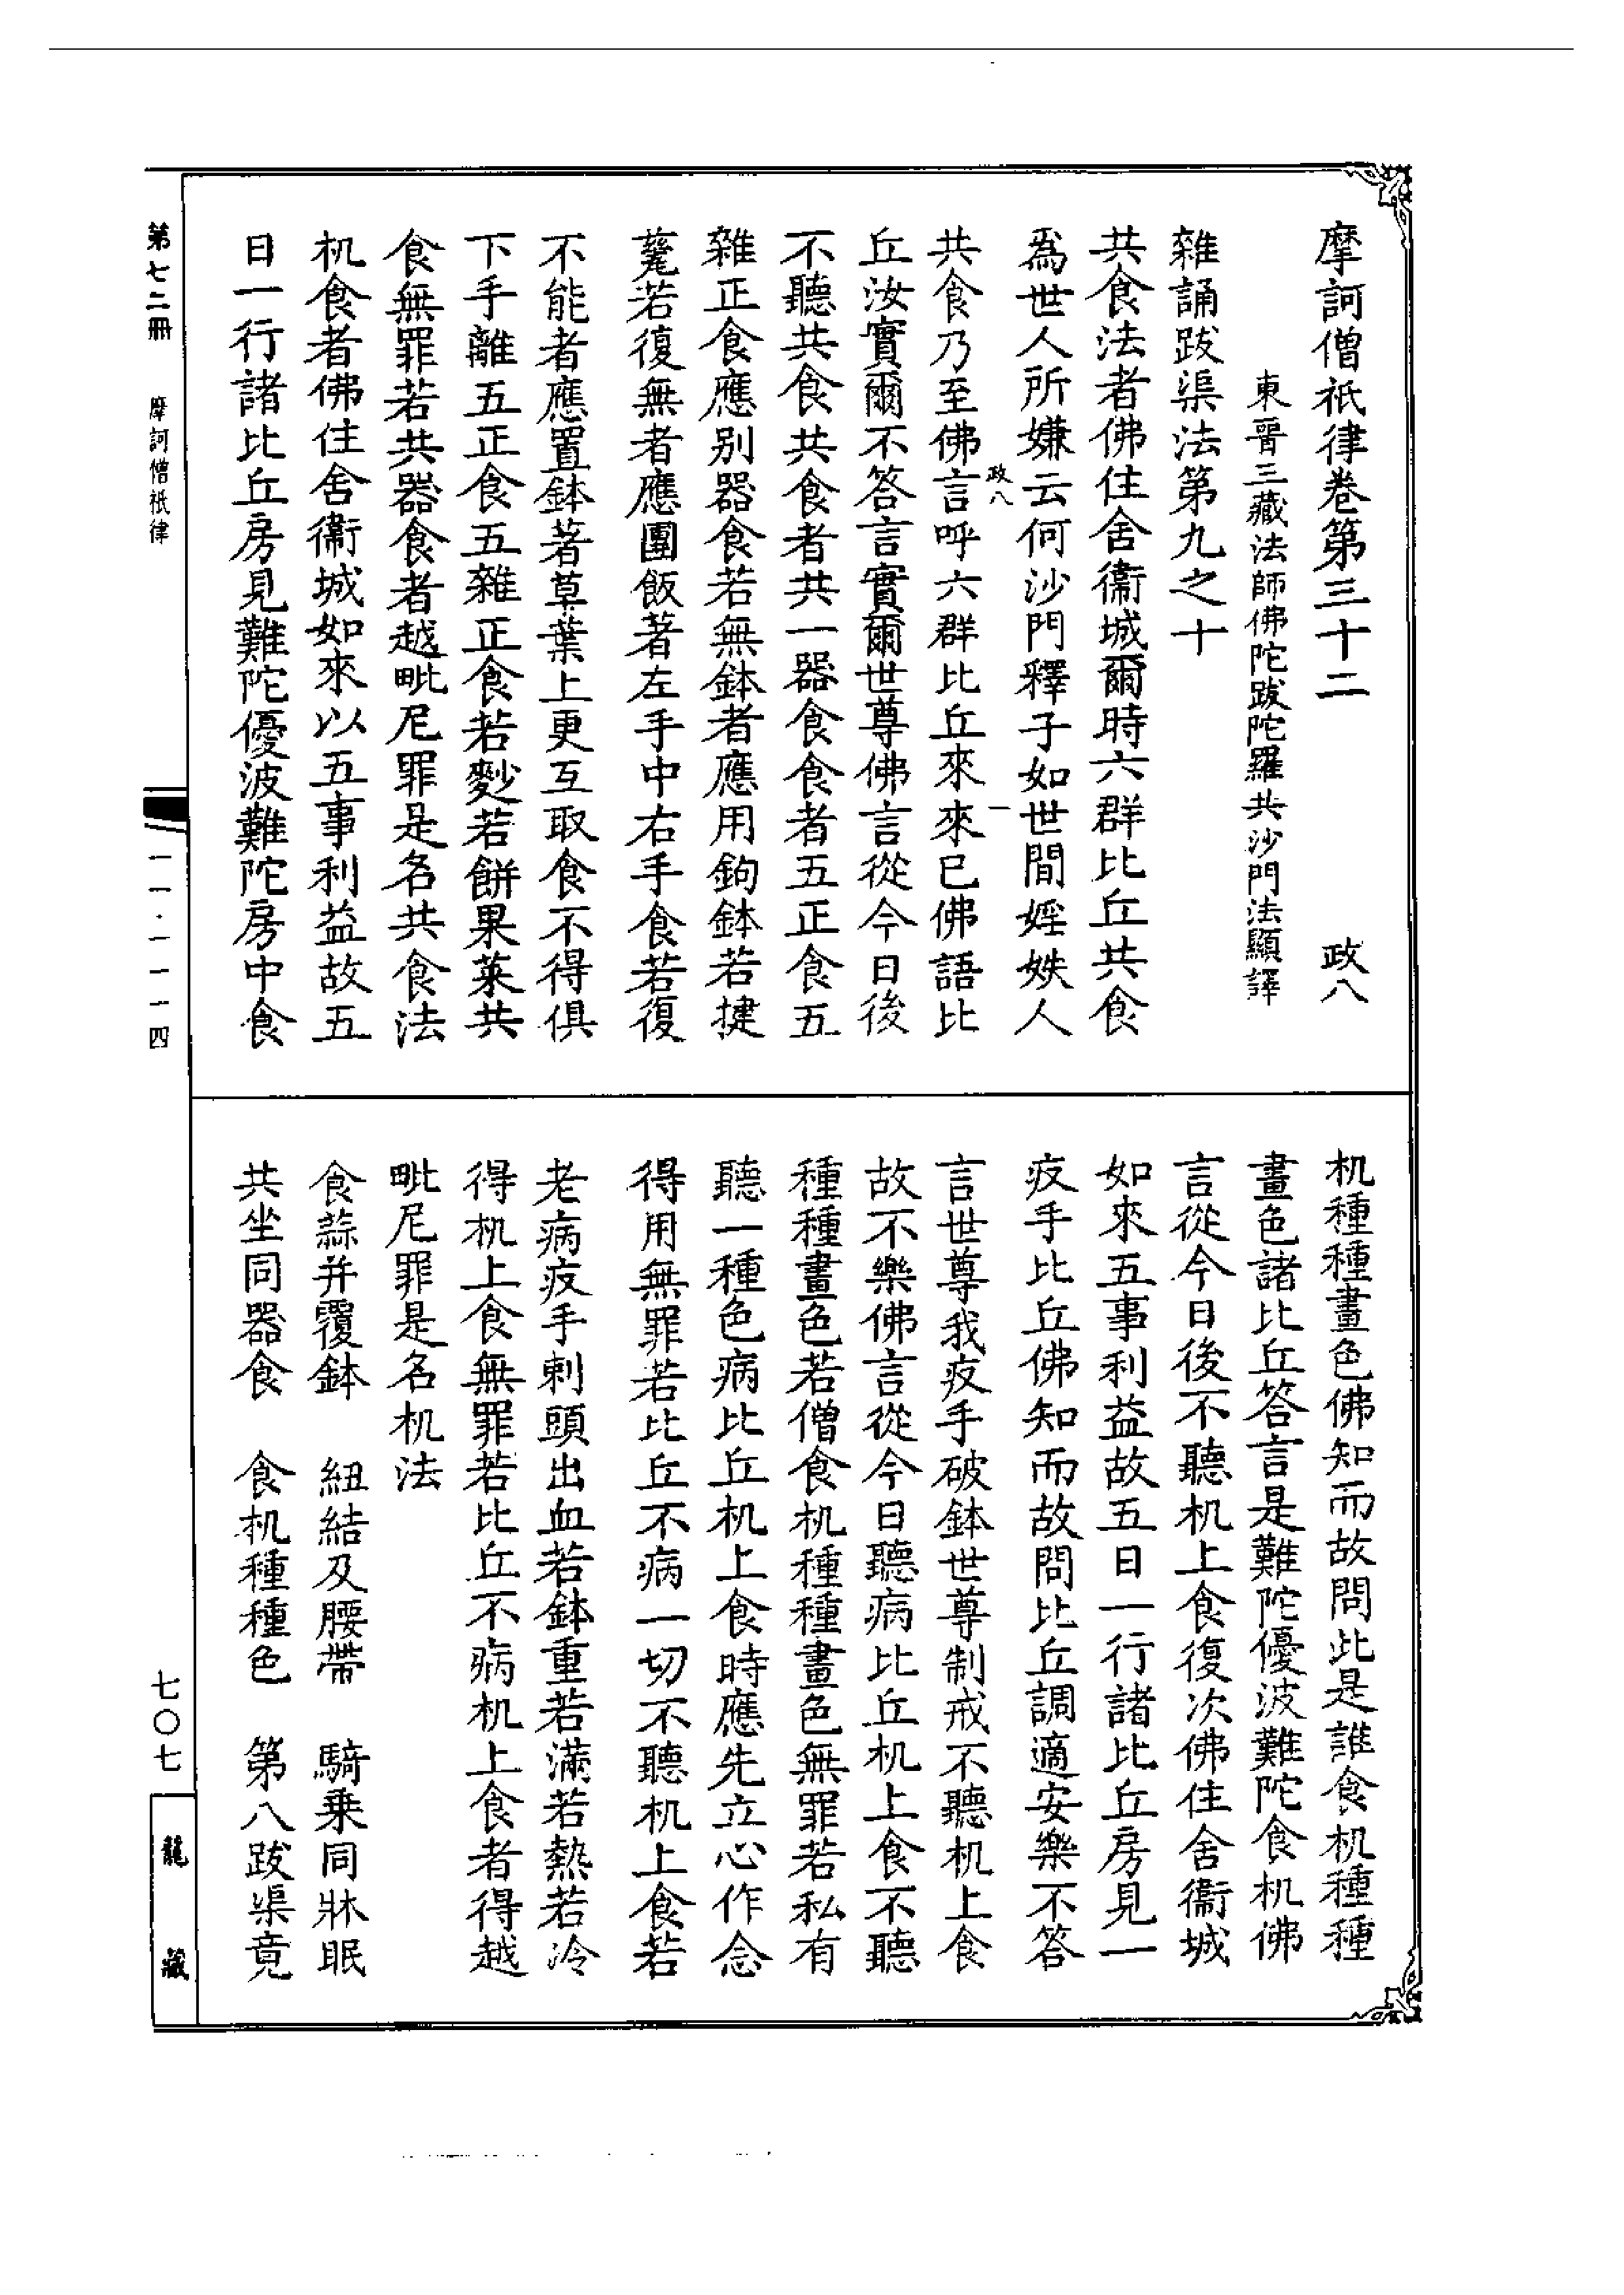 摩訶僧祇律卷第三十二　政八
東晉三藏法師佛陀跋陀羅共沙門法顯譯
雜誦跋渠法第九之十
共食法者佛住舍衞城爾時六群比丘共食
爲世人所嫌云何沙門釋子如世間婬妷人
政八　一
共食乃至佛言呼六群比丘來來已佛語比
丘汝實爾不答言實爾世尊佛言從今日後
不聽共食共食者共一器食食者五正食五
雜正食應別器食若無鉢者應用鉤鉢若揵
鎡若復無者應團飯著左手中右手食若復
不能者應置鉢著草葉上更互取食不得俱
下手離五正食五雜正食若麨若餅果菜共
食無罪若共器食者越毗尼罪是名共食法
机食者佛住舍衞城如來以五事利益故五
日一行諸比丘房見難陀優波難陀房中食
机種種畫色佛知而故問此是誰食机種種
畫色諸比丘答言是難陀優波難陀食机佛
言從今日後不聽机上食復次佛住舍衞城
如來五事利益故五日一行諸比丘房見一
疫手比丘佛知而故問比丘調適安樂不答
言世尊我疫手破鉢世尊制戒不聽机上食
故不樂佛言從今日聽病比丘机上食不聽
種種畫色若僧食机種種畫色無罪若私有
聽一種色病比丘机上食時應先立心作念
得用無罪若比丘不病一切不聽机上食若
老病疫手刺頭出血若鉢重若滿若熱若冷
得机上食無罪若比丘不病机上食者得越
毗尼罪是名机法
食蒜并覆鉢　紐結及腰帶　騎乗同牀眠
共坐同器食　食机種種色　第八跋渠竟
第七二冊　摩訶僧祇律
一一·一一一四
七〇七
龍藏